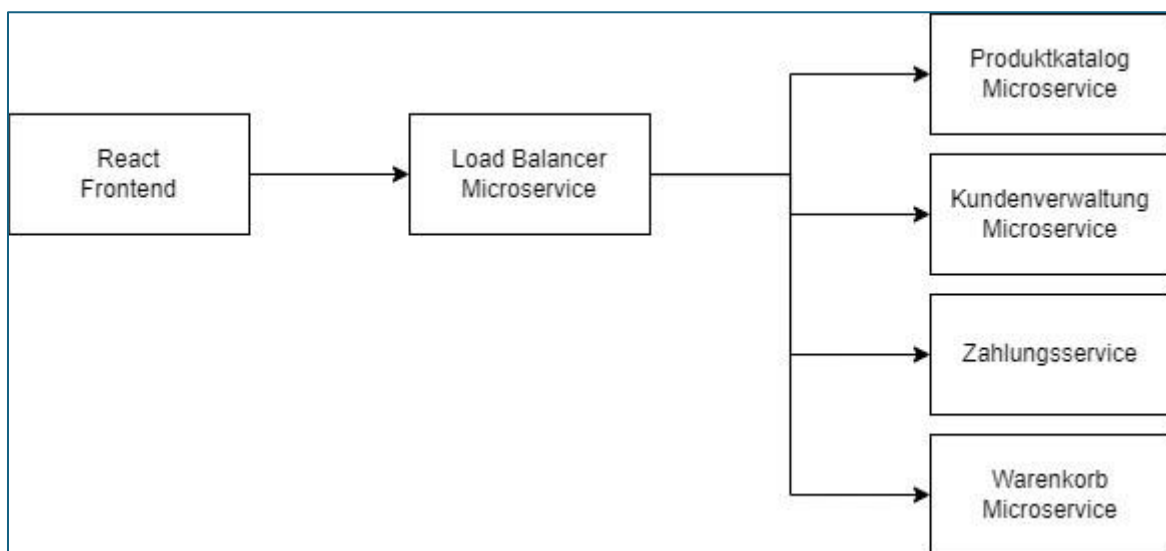 React
Frontend
Load Balancer
Microservice
Produktkatalog
Microservice
Kundenverwaltung
Microservice
Zahlungsservice
Warenkorb
Microservice